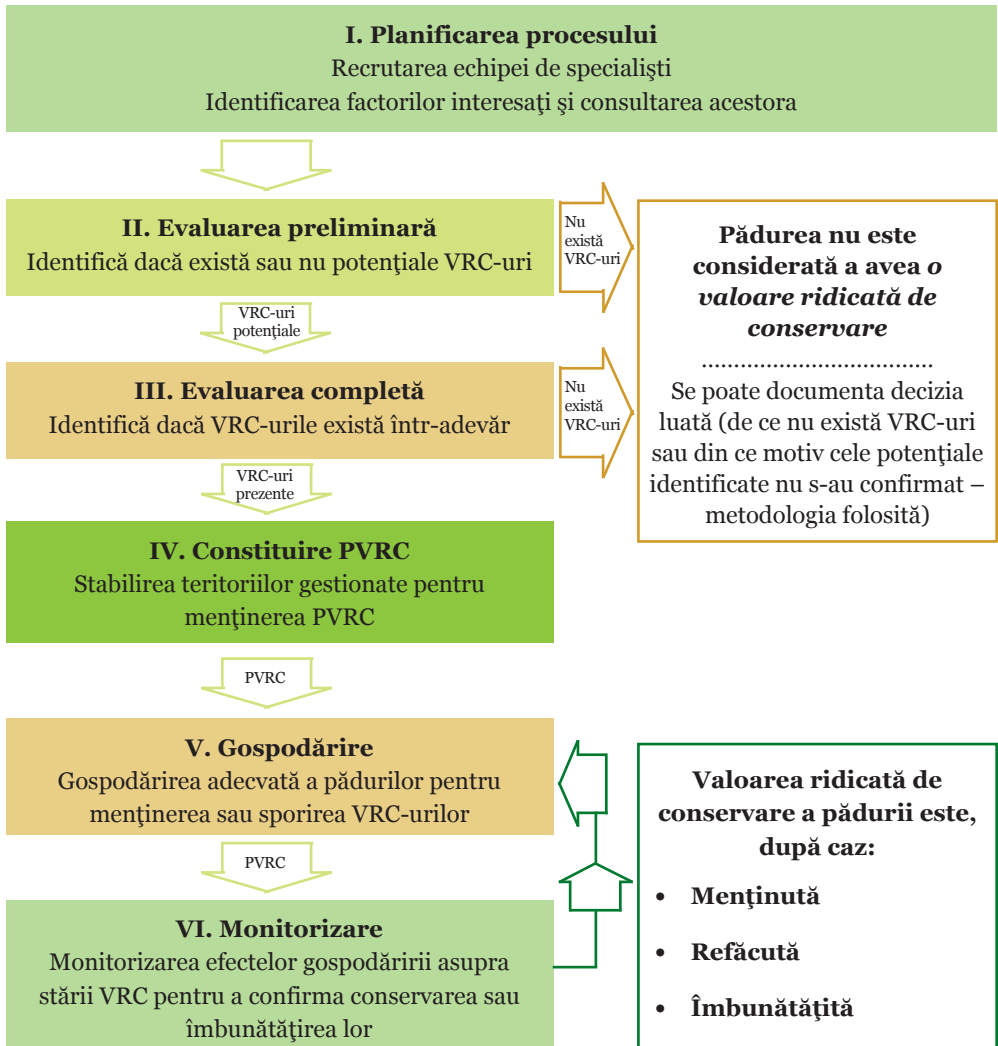 I. Planificarea procesului
Recrutarea echipei de specialişti
Identificarea factorilor interesaţi şi consultarea acestora
II. Evaluarea preliminară
Identifică dacă există sau nu potenţiale VRC-uri
Nu
există
VRC-uri
Pădurea nu este
considerată a avea o
valoare ridicată de
conservare
...................................
Se poate documenta decizia
luată (de ce nu există VRC-uri
sau din ce motiv cele potenţiale
identificate nu s-au confirmat –
metodologia folosită)
VRC-uri
potenţiale
III. Evaluarea completă
Identifică dacă VRC-urile există într-adevăr
Nu
există
VRC-uri
VRC-uri
prezente
IV. Constituire PVRC
Stabilirea teritoriilor gestionate pentru
menţinerea PVRC
PVRC
V. Gospodărire
Gospodărirea adecvată a pădurilor pentru
menţinerea sau sporirea VRC-urilor
PVRC
VI. Monitorizare
Monitorizarea efectelor gospodăririi asupra
stării VRC pentru a confirma conservarea sau
îmbunătăţirea lor
Valoarea ridicată de
conservare a pădurii este,
după caz:
• Menţinută
• Refăcută
• Îmbunătăţită